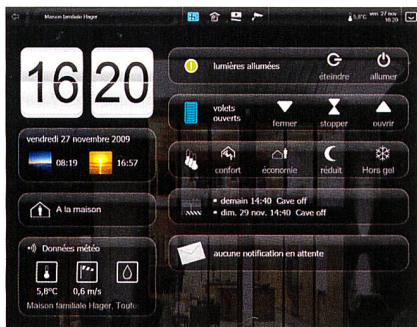 Maison familiale Hager
5,8°C ven. 27 nov
16:20
16 20
lumières allumées
éteindre allumer
volets
ouverts
fermer stopper ouvrir
vendredi 27 novembre 2009
08:19 16:57
confort économie réduit Hors gel
A la maison
demain 14:40 Cave off
dim. 29 nov. 14:40 Cave off
Données météo
5,8°C 0,6 m/s
Maison familiale Hager, Toute
aucune notification en attente